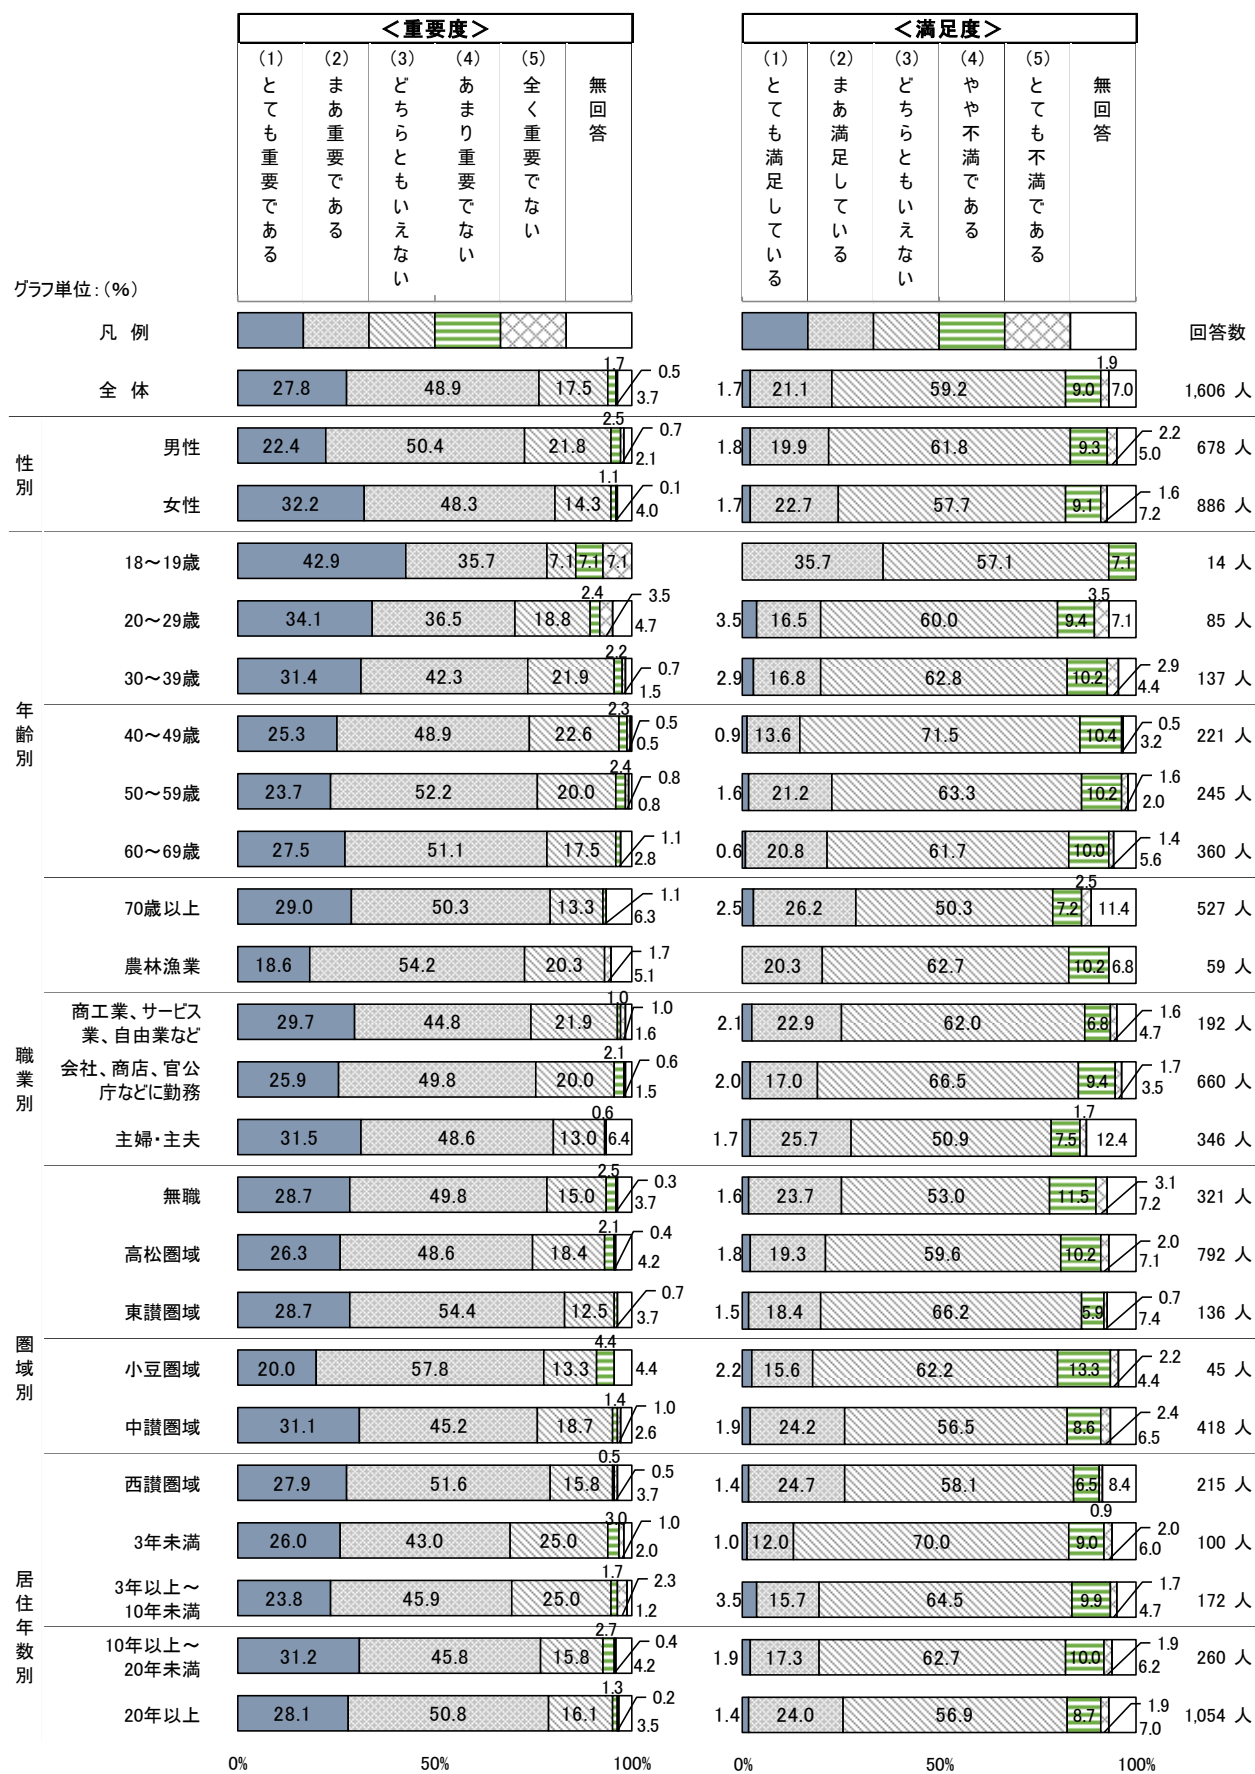 ＜重要度＞ ＜満足度＞
(1) とても重要である
(2) まあ重要である
(3) どちらともいえない
(4) あまり重要でない
(5) 全く重要でない
無回答
(1) とても満足している
(2) まあ満足している
(3) どちらともいえない
(4) やや不満である
(5) とても不満である
無回答
グラフ単位：(％)
凡 例 回答数
全 体 27.8 48.9 17.5 1.7 0.5 3.7 1.7 21.1 59.2 9.0 1.9 7.0 1,606 人
性別
男性 22.4 50.4 21.8 2.5 0.7 2.1 1.8 19.9 61.8 9.3 2.2 5.0 678 人
女性 32.2 48.3 14.3 1.1 0.1 4.0 1.7 22.7 57.7 9.1 1.6 7.2 886 人
年齢別
18～19歳 42.9 35.7 7.1 7.1 7.1 35.7 57.1 7.1 14 人
20～29歳 34.1 36.5 18.8 2.4 3.5 4.7 3.5 16.5 60.0 9.4 3.5 7.1 85 人
30～39歳 31.4 42.3 21.9 2.2 0.7 1.5 2.9 16.8 62.8 10.2 2.9 4.4 137 人
40～49歳 25.3 48.9 22.6 2.3 0.5 0.5 0.9 13.6 71.5 10.4 0.5 3.2 221 人
50～59歳 23.7 52.2 20.0 2.4 0.8 0.8 1.6 21.2 63.3 10.2 1.6 2.0 245 人
60～69歳 27.5 51.1 17.5 1.1 2.8 0.6 20.8 61.7 10.0 1.4 5.6 360 人
70歳以上 29.0 50.3 13.3 1.1 6.3 2.5 26.2 50.3 7.2 2.5 11.4 527 人
職業別
農林漁業 18.6 54.2 20.3 1.7 5.1 20.3 62.7 10.2 6.8 59 人
商工業、サービス
業、自由業など 29.7 44.8 21.9 1.0 1.0 1.6 2.1 22.9 62.0 6.8 1.6 4.7 192 人
会社、商店、官公
庁などに勤務 25.9 49.8 20.0 2.1 0.6 1.5 2.0 17.0 66.5 9.4 1.7 3.5 660 人
主婦・主夫 31.5 48.6 13.0 0.6 6.4 1.7 25.7 50.9 7.5 1.7 12.4 346 人
無職 28.7 49.8 15.0 2.5 0.3 3.7 1.6 23.7 53.0 11.5 3.1 7.2 321 人
圏域別
高松圏域 26.3 48.6 18.4 2.1 0.4 4.2 1.8 19.3 59.6 10.2 2.0 7.1 792 人
東讃圏域 28.7 54.4 12.5 0.7 3.7 1.5 18.4 66.2 5.9 0.7 7.4 136 人
小豆圏域 20.0 57.8 13.3 4.4 4.4 2.2 15.6 62.2 13.3 2.2 4.4 45 人
中讃圏域 31.1 45.2 18.7 1.4 1.0 2.6 1.9 24.2 56.5 8.6 2.4 6.5 418 人
西讃圏域 27.9 51.6 15.8 0.5 0.5 3.7 1.4 24.7 58.1 6.5 0.9 8.4 215 人
居住年数別
3年未満 26.0 43.0 25.0 3.0 1.0 2.0 1.0 12.0 70.0 9.0 2.0 6.0 100 人
3年以上～
10年未満 23.8 45.9 25.0 1.7 2.3 1.2 3.5 15.7 64.5 9.9 1.7 4.7 172 人
10年以上～
20年未満 31.2 45.8 15.8 2.7 0.4 4.2 1.9 17.3 62.7 10.0 1.9 6.2 260 人
20年以上 28.1 50.8 16.1 1.3 0.2 3.5 1.4 24.0 56.9 8.7 1.9 7.0 1,054 人
0% 50% 100% 0% 50% 100%